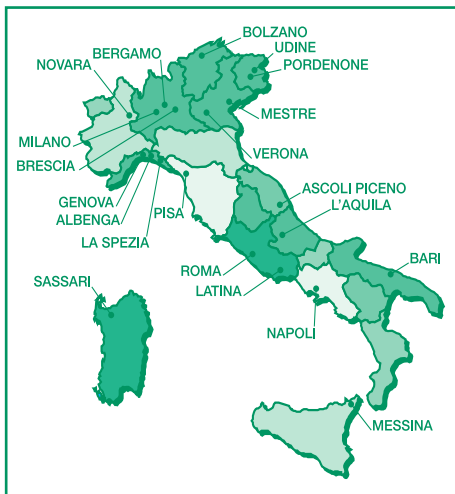 BOLZANO
UDINE
BERGAMO
PORDENONE
NOVARA
MESTRE
MILANO
VERONA
BRESCIA
ASCOLI PICENO
GENOVA
L'AQUILA
ALBENGA
PISA
LA SPEZIA
BARI
ROMA
SASSARI
LATINA
NAPOLI
MESSINA